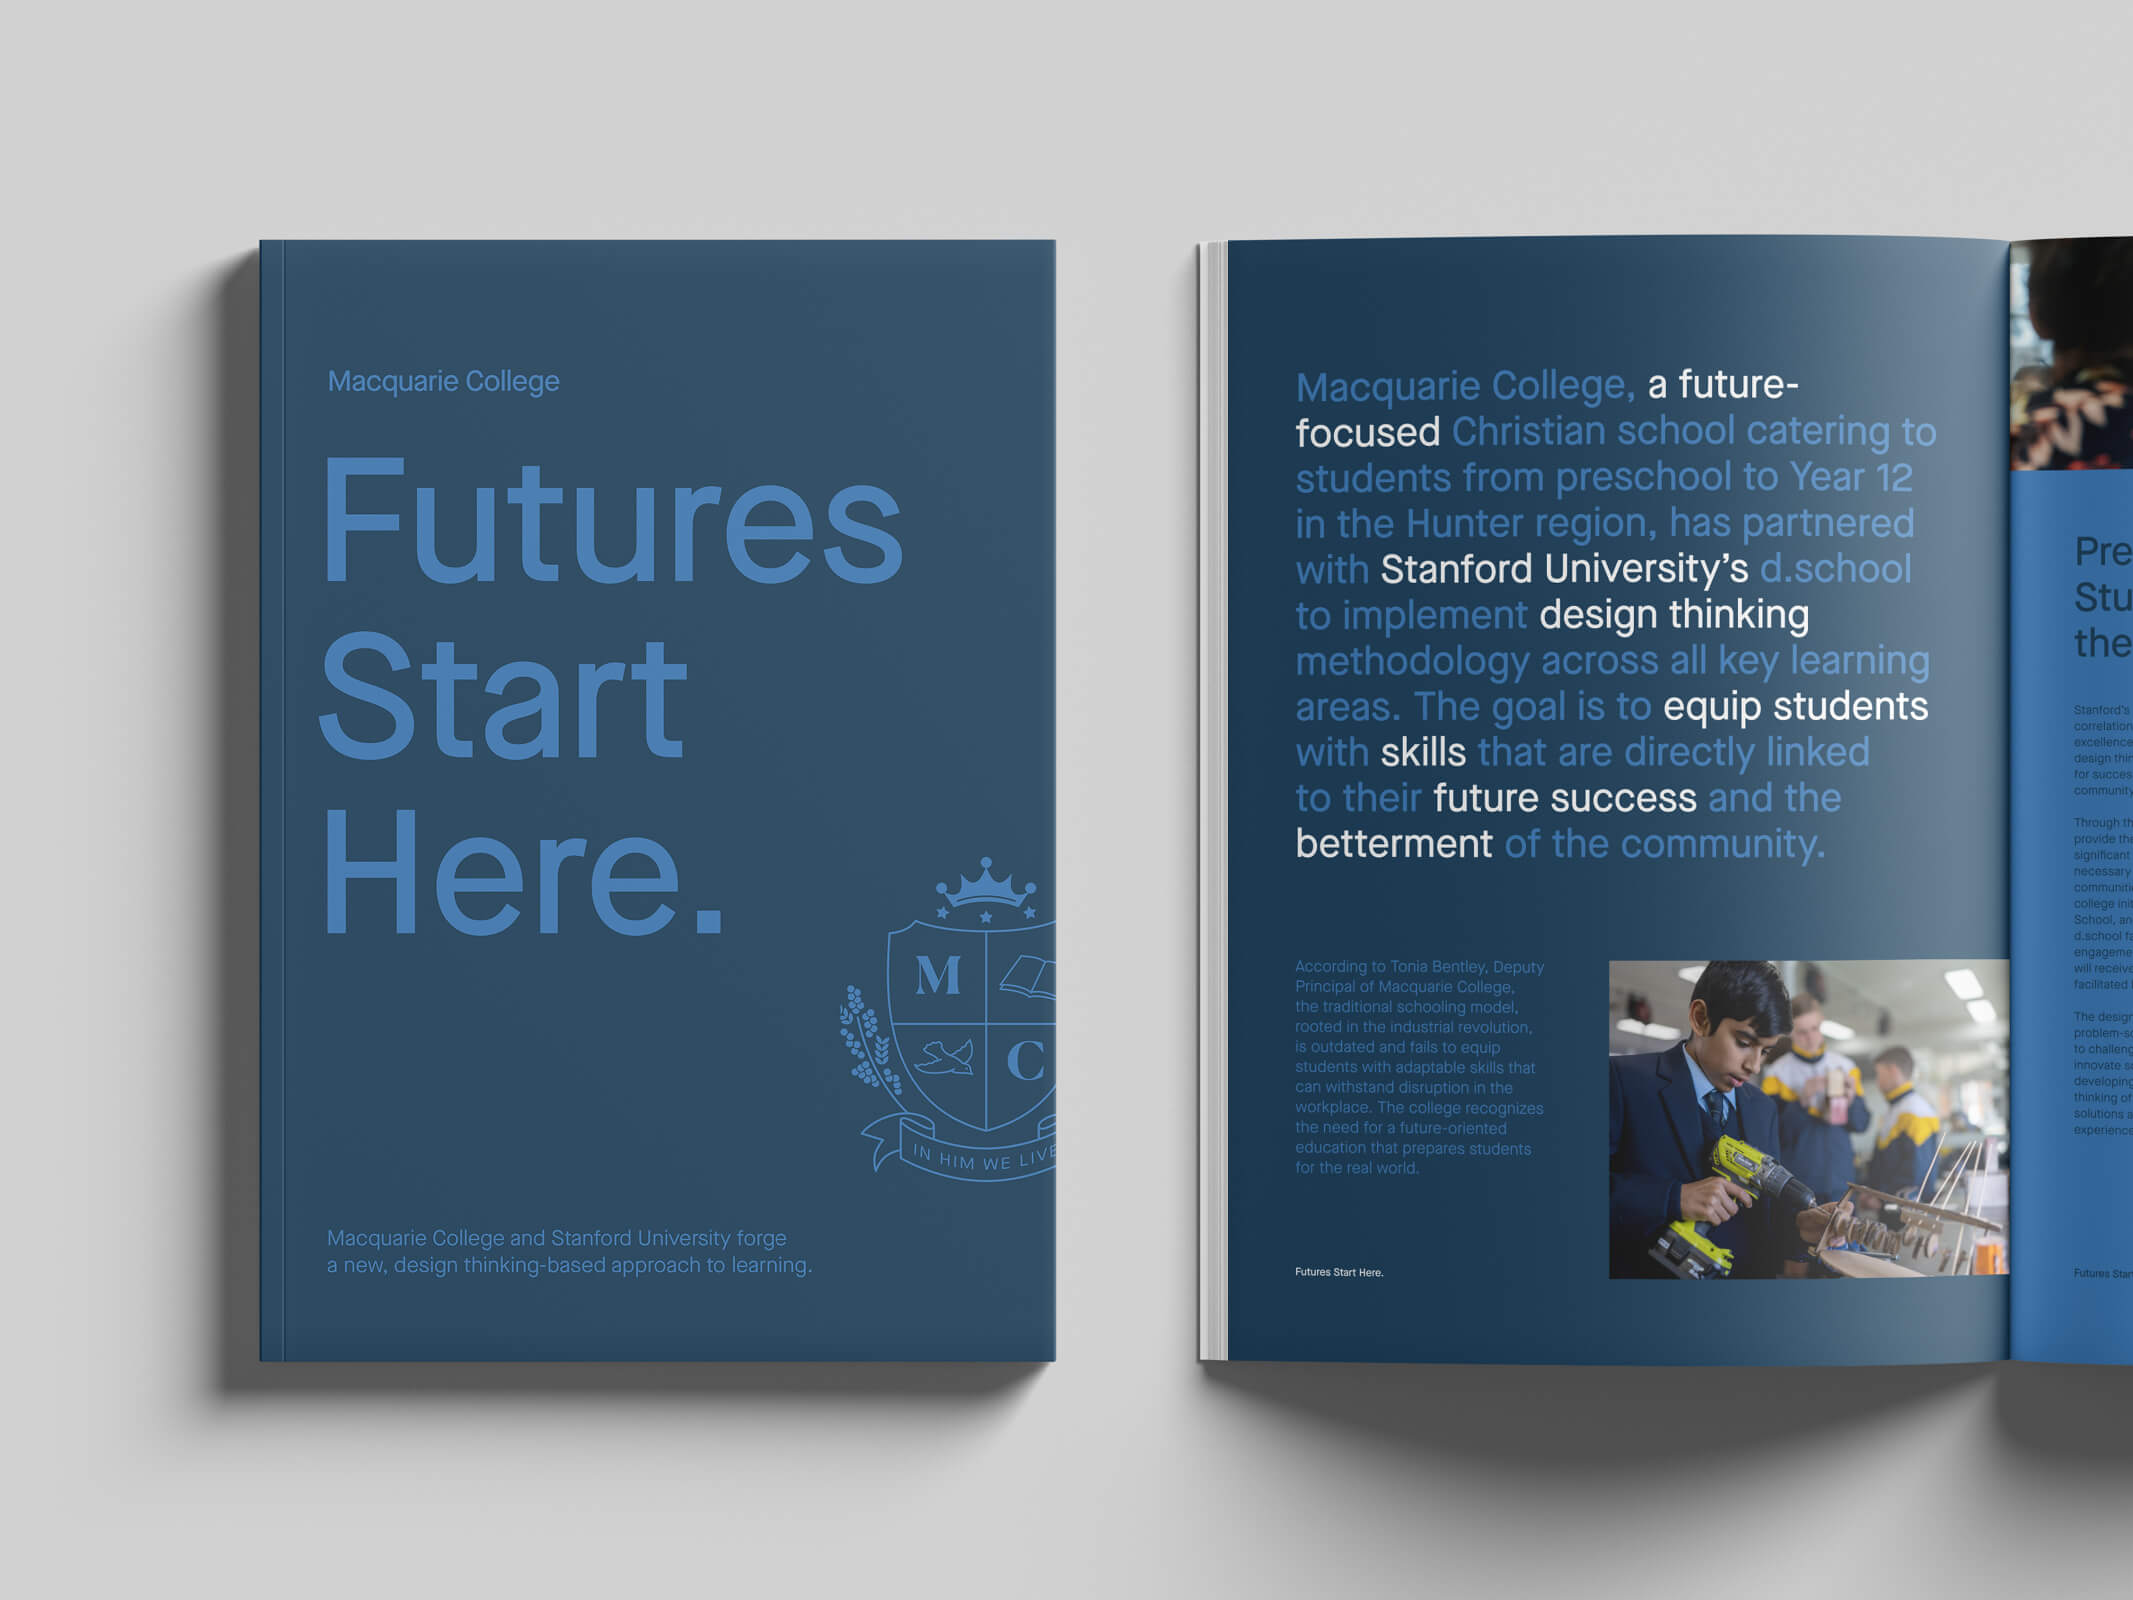 Macquarie College
Futures
Start
Here.
M
C
IN HIM WE LIVE
Macquarie College and Stanford University forge
a new, design thinking-based approach to learning.
Macquarie College, a future-
focused Christian school catering to
students from preschool to Year 12
in the Hunter region, has partnered
with Stanford University’s d.school
to implement design thinking
methodology across all key learning
areas. The goal is to equip students
with skills that are directly linked
to their future success and the
betterment of the community.
According to Tonia Bentley, Deputy
Principal of Macquarie College,
the traditional schooling model,
rooted in the industrial revolution,
is outdated and fails to equip
students with adaptable skills that
can withstand disruption in the
workplace. The college recognizes
the need for a future-oriented
education that prepares students
for the real world.
Futures Start Here.
Pre
Stu
the
Stanford's
correlation
excellence
design thin
for succes
community
Through th
provide the
significant
necessary
communitie
college init
School, an
d.school fa
engageme
will receive
facilitated
The design
problem-so
to challeng
innovate so
developing
thinking of
solutions a
experience
Futures Star